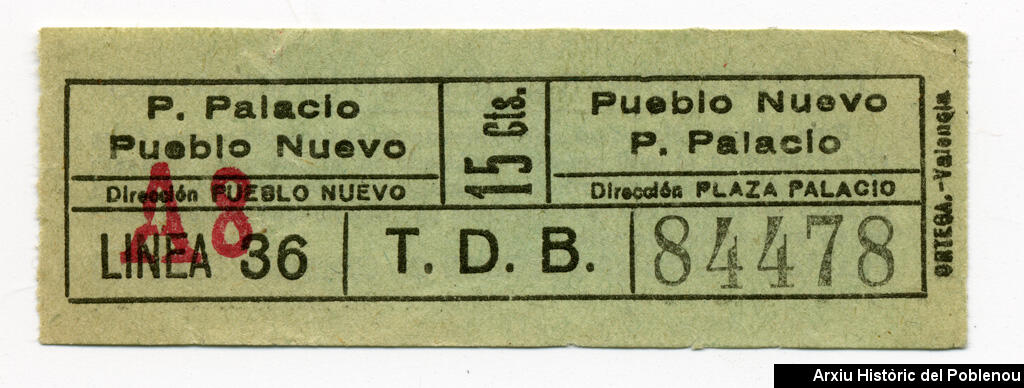 P. Palacio
Pueblo Nuevo
Dirección PUEBLO NUEVO
15 Cts.
Pueblo Nuevo
P. Palacio
Dirección PLAZA PALACIO
A8
LINEA 36
T. D. B.
84478
ORTEGA.-Valencia
Arxiu Històric del Poblenou